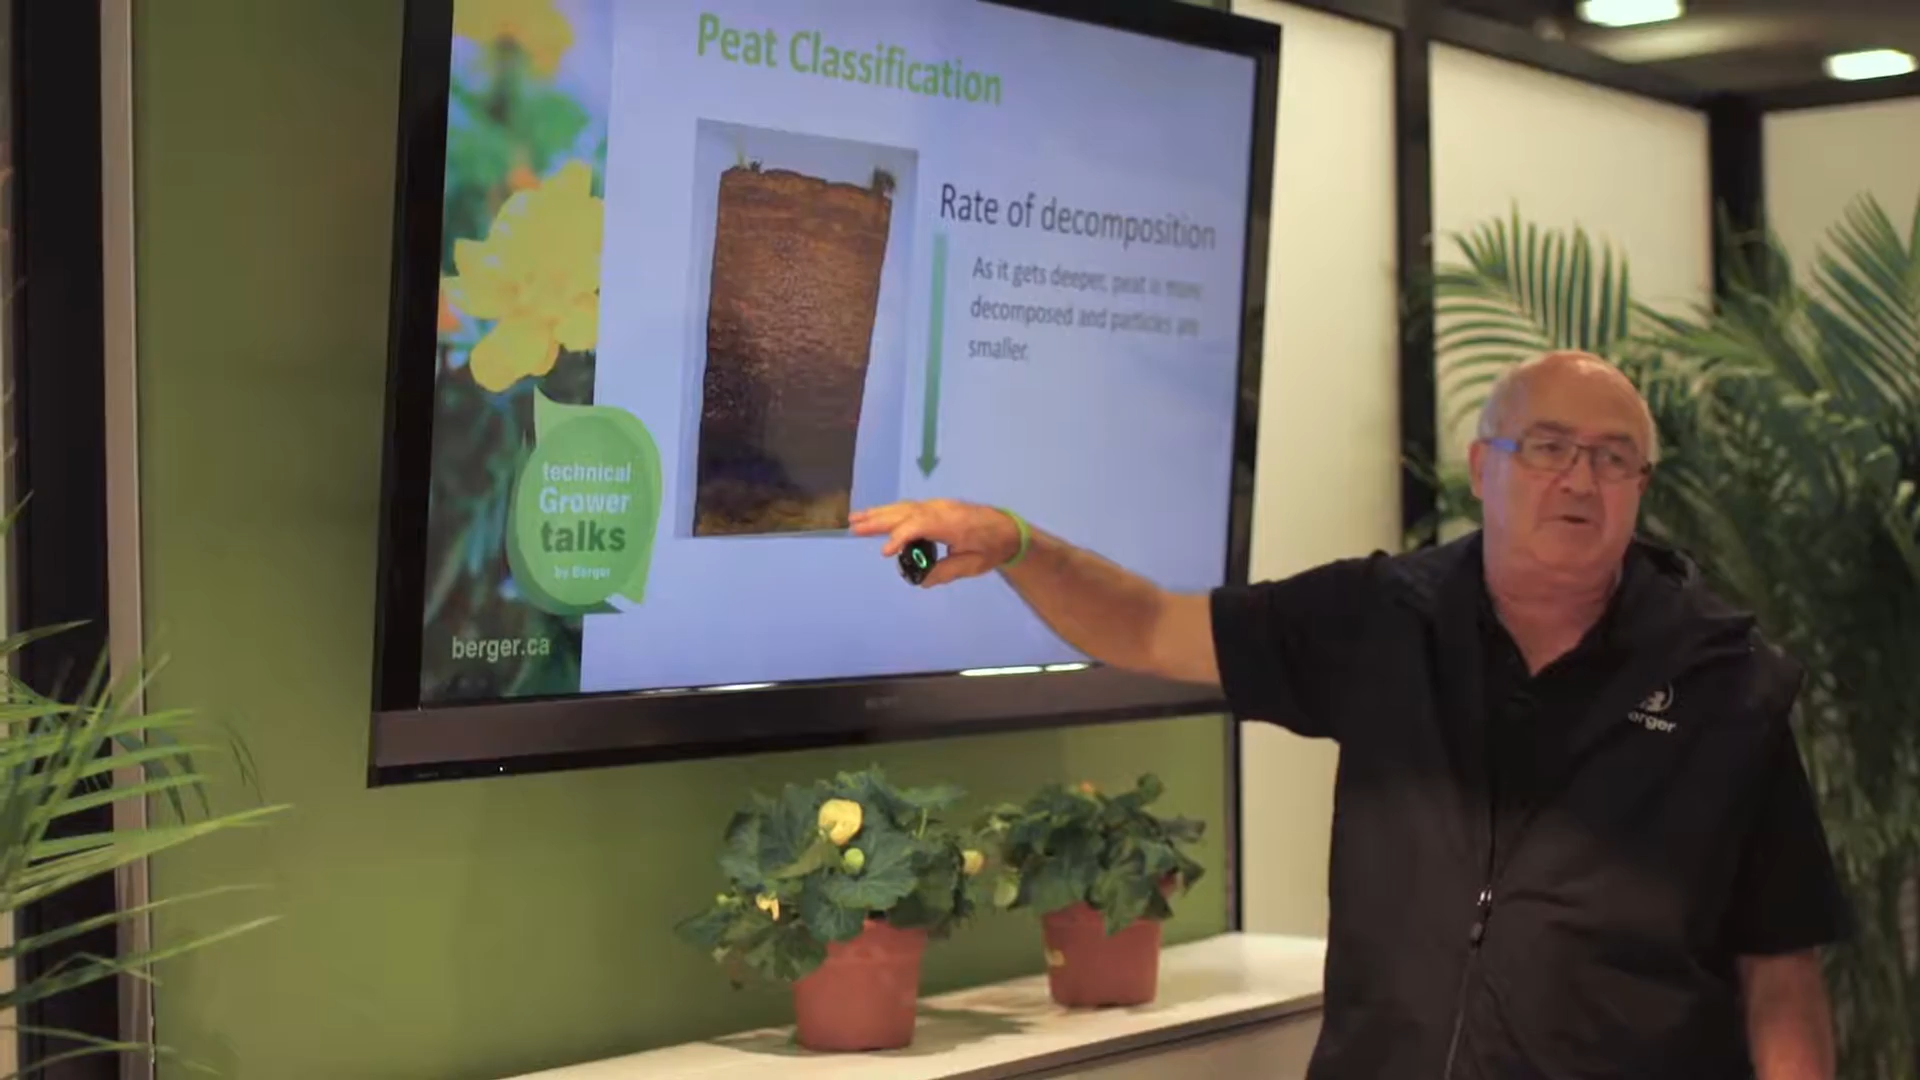 Peat Classification
Rate of decomposition
As it gets deeper, peat is more
decomposed and particles are
smaller.
technical
Grower
talks
by Berger
berger.ca
erger